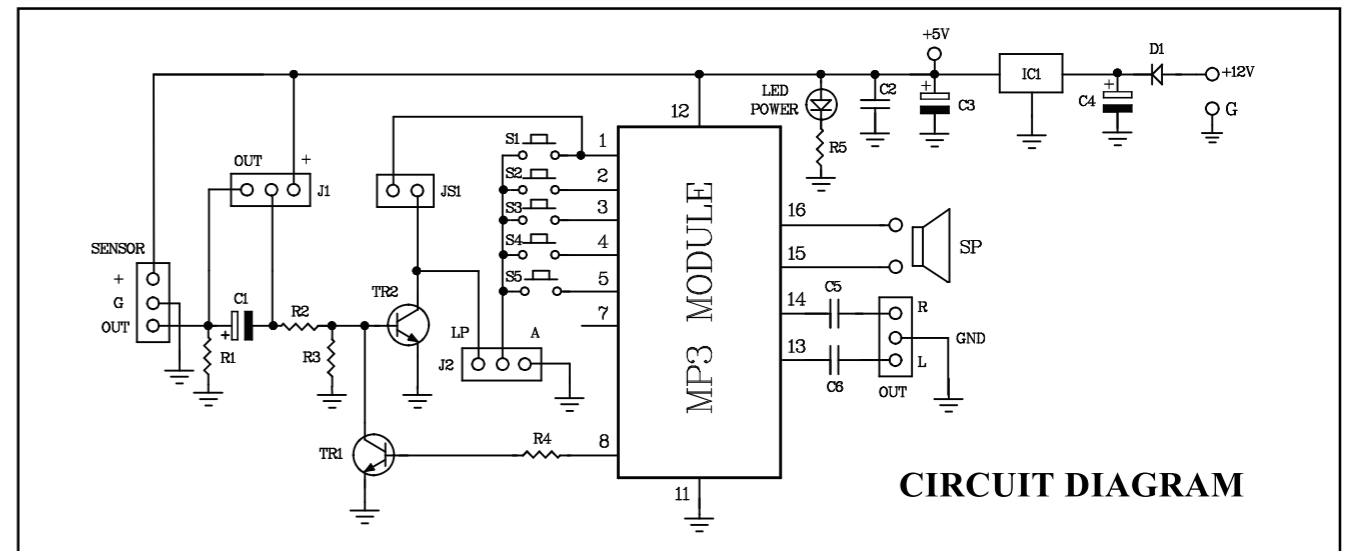 +5V
D1
IC1
+12V
LED
POWER
C2
+
C3
+
C4
G
12
R5
S1
1
OUT
+
J1
JS1
S2
2
S3
3
S4
4
S5
5
7
MP3 MODULE
16
15
SP
SENSOR
+
G
OUT
C1
+
R2
R1
R3
TR2
LP
A
J2
14
C5
R
GND
13
C6
L
OUT
TR1
R4
8
11
CIRCUIT DIAGRAM